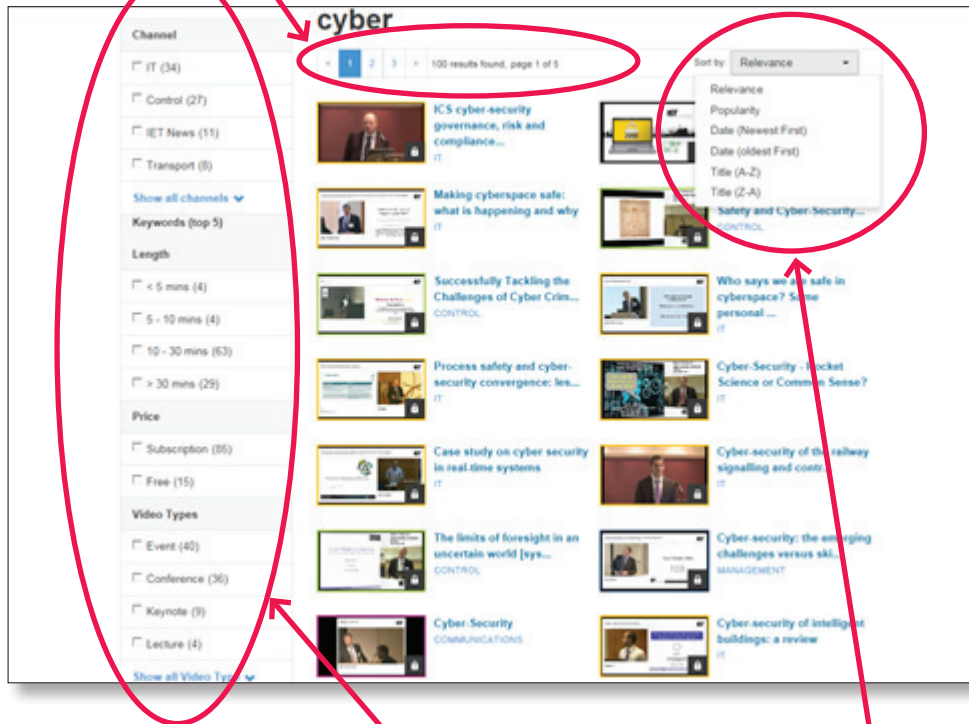 cyber
Channel
IT (34)
Control (27)
IET News (11)
Transport (8)
Show all channels
Keywords (top 5)
Length
< 5 mins (4)
5 - 10 mins (4)
10 - 30 mins (63)
> 30 mins (29)
Price
Subscription (85)
Free (15)
Video Types
Event (40)
Conference (36)
Keynote (9)
Lecture (4)
Show all Video Type
« 1 2 3 » 100 results found, page 1 of 5
Sort by: Relevance
Relevance
Popularity
Date (Newest First)
Date (oldest First)
Title (A-Z)
Title (Z-A)
ICS cyber-security
governance, risk and
compliance...
IT
Making cyberspace safe:
what is happening and why
IT
Safety and Cyber-Security...
CONTROL
Successfully Tackling the
Challenges of Cyber Crim...
CONTROL
Who says we are safe in
cyberspace? Some
personal ...
IT
Process safety and cyber-
security convergence: les...
IT
Cyber-Security - Rocket
Science or Common Sense?
IT
Case study on cyber security
in real-time systems
IT
Cyber-security of the railway
signalling and contr...
IT
The limits of foresight in an
uncertain world [sys...
CONTROL
Cyber-security: the emerging
challenges versus ski...
MANAGEMENT
Cyber-Security
COMMUNICATIONS
Cyber-security of intelligent
buildings: a review
IT